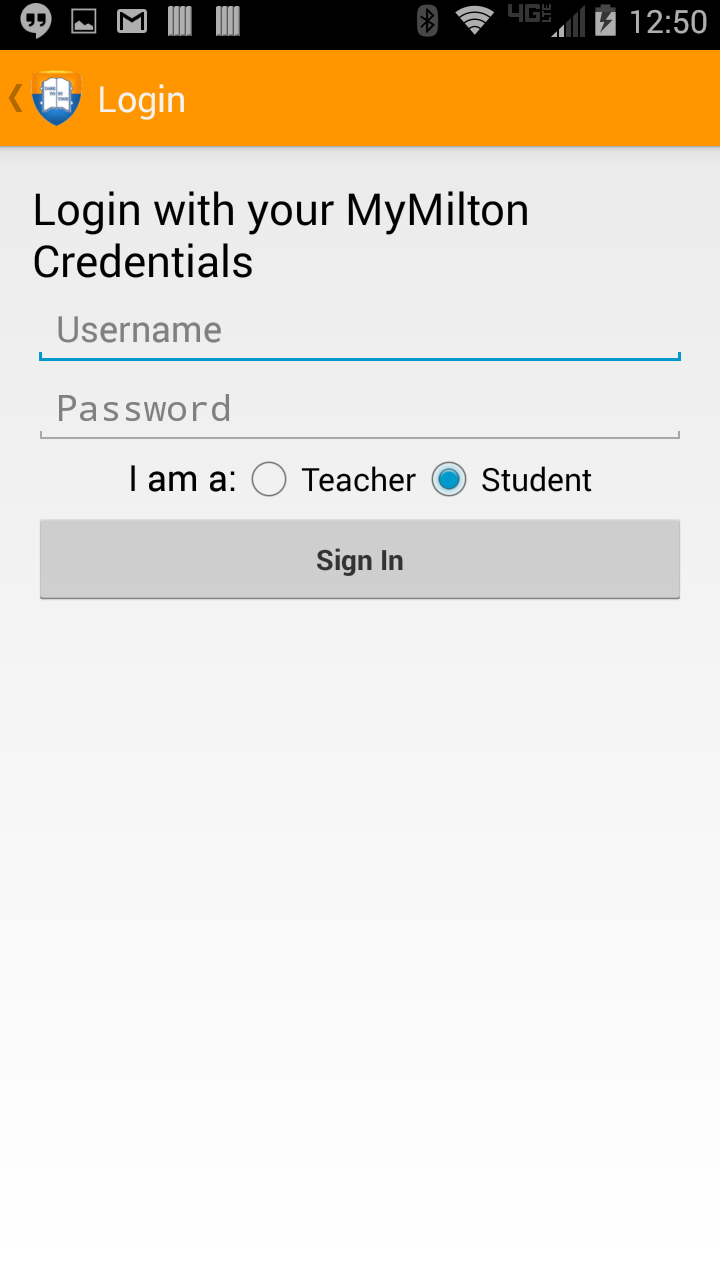 4G LTE 12:50
Login
Login with your MyMilton
Credentials
Username
Password
I am a: Teacher Student
Sign In